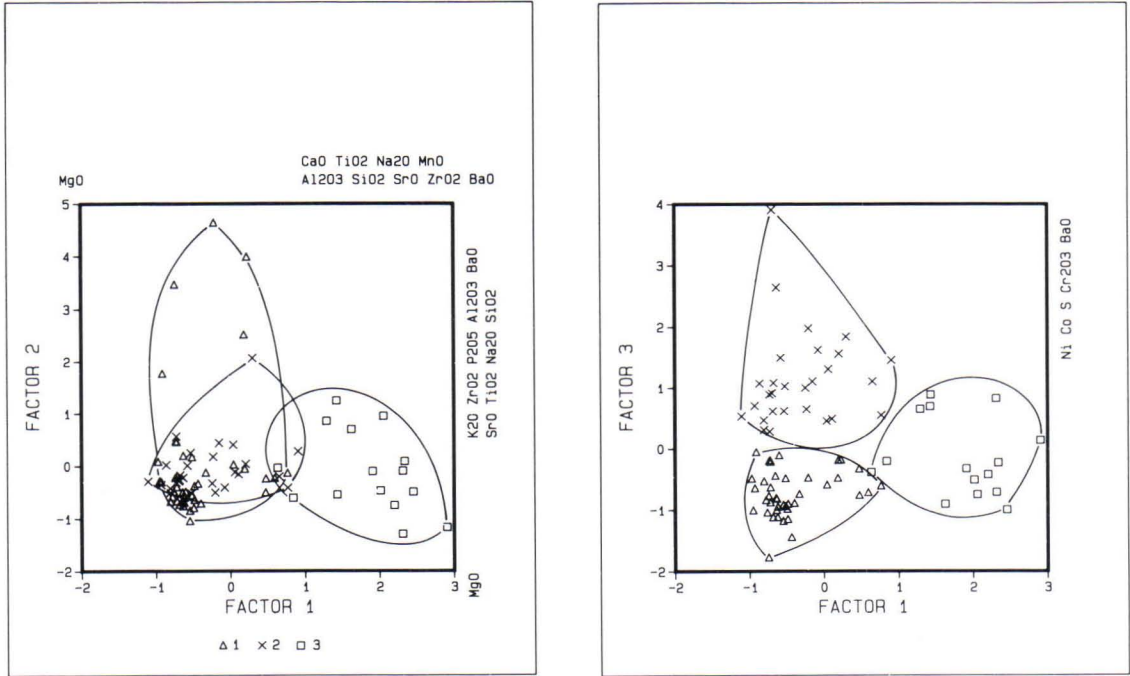 CaO TiO2 Na2O MnO
MgO
Al2O3 SiO2 SrO ZrO2 BaO
5
4
3
2
1
0
-1
-2
FACTOR 2
-2
-1
0
1
2
3
FACTOR 1
K2O ZrO2 P2O5 Al2O3 BaO
SrO TiO2 Na2O SiO2
MgO
1 2 3
4
3
2
1
0
-1
-2
FACTOR 3
-2
-1
0
1
2
3
FACTOR 1
Ni Co S Cr2O3 BaO